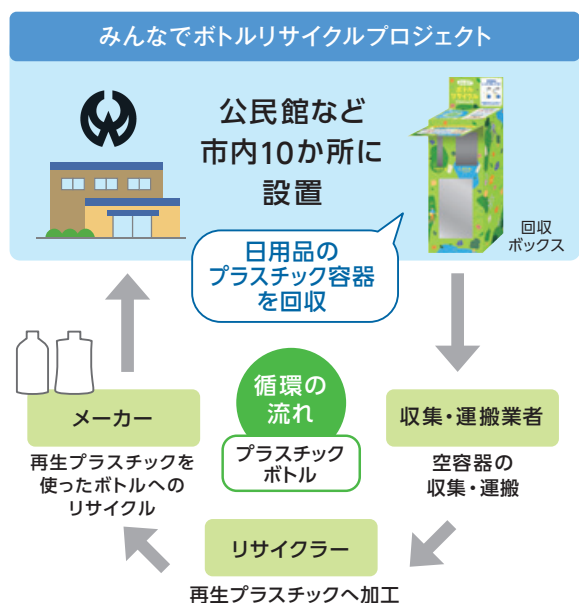 みんなでボトルリサイクルプロジェクト
公民館など
市内10か所に
設置
回収
ボックス
日用品の
プラスチック容器
を回収
循環の
流れ
プラスチック
ボトル
収集・運搬業者
空容器の
収集・運搬
リサイクラー
再生プラスチックへ加工
メーカー
再生プラスチックを
使ったボトルへの
リサイクル